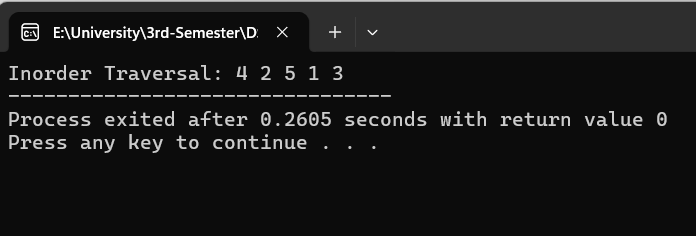 E:\University\3rd-Semester\D
Inorder Traversal: 4 2 5 1 3
--------------------------------
Process exited after 0.2605 seconds with return value 0
Press any key to continue . . .